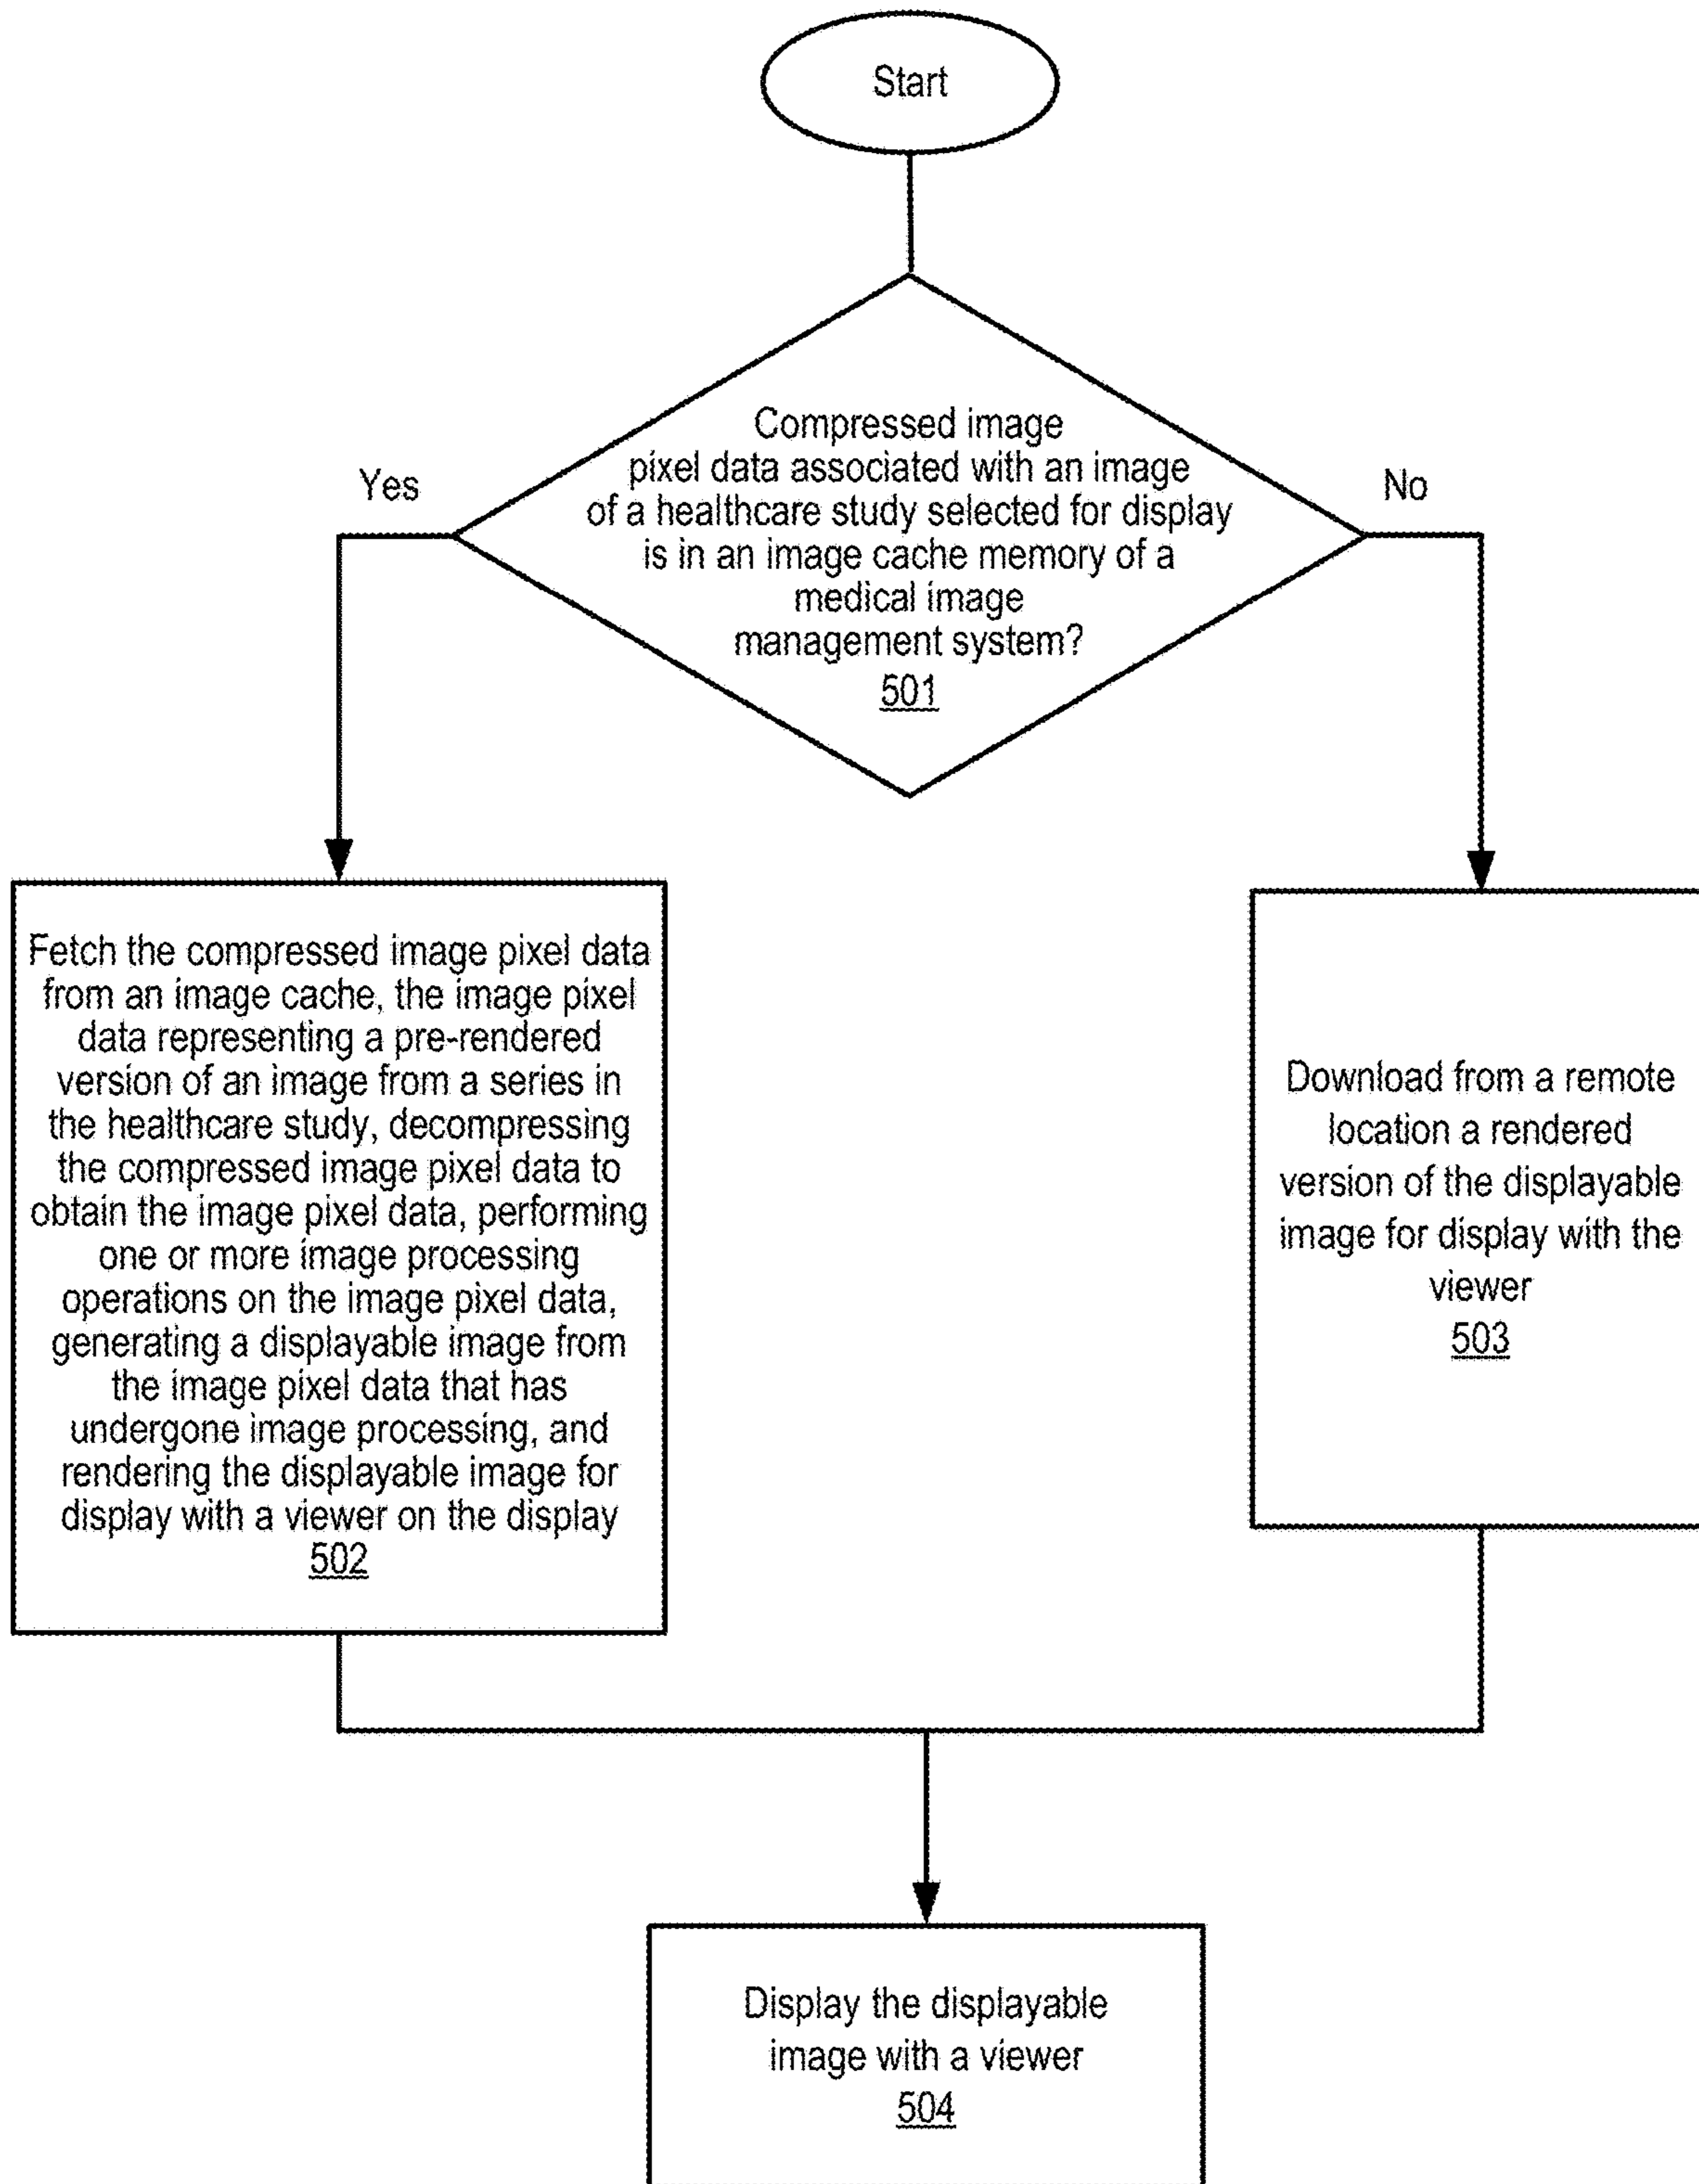 Start
Compressed image
pixel data associated with an image
of a healthcare study selected for display
is in an image cache memory of a
medical image
management system?
501
Yes
No
Fetch the compressed image pixel data
from an image cache, the image pixel
data representing a pre-rendered
version of an image from a series in
the healthcare study, decompressing
the compressed image pixel data to
obtain the image pixel data, performing
one or more image processing
operations on the image pixel data,
generating a displayable image from
the image pixel data that has
undergone image processing, and
rendering the displayable image for
display with a viewer on the display
502
Download from a remote
location a rendered
version of the displayable
image for display with the
viewer
503
Display the displayable
image with a viewer
504